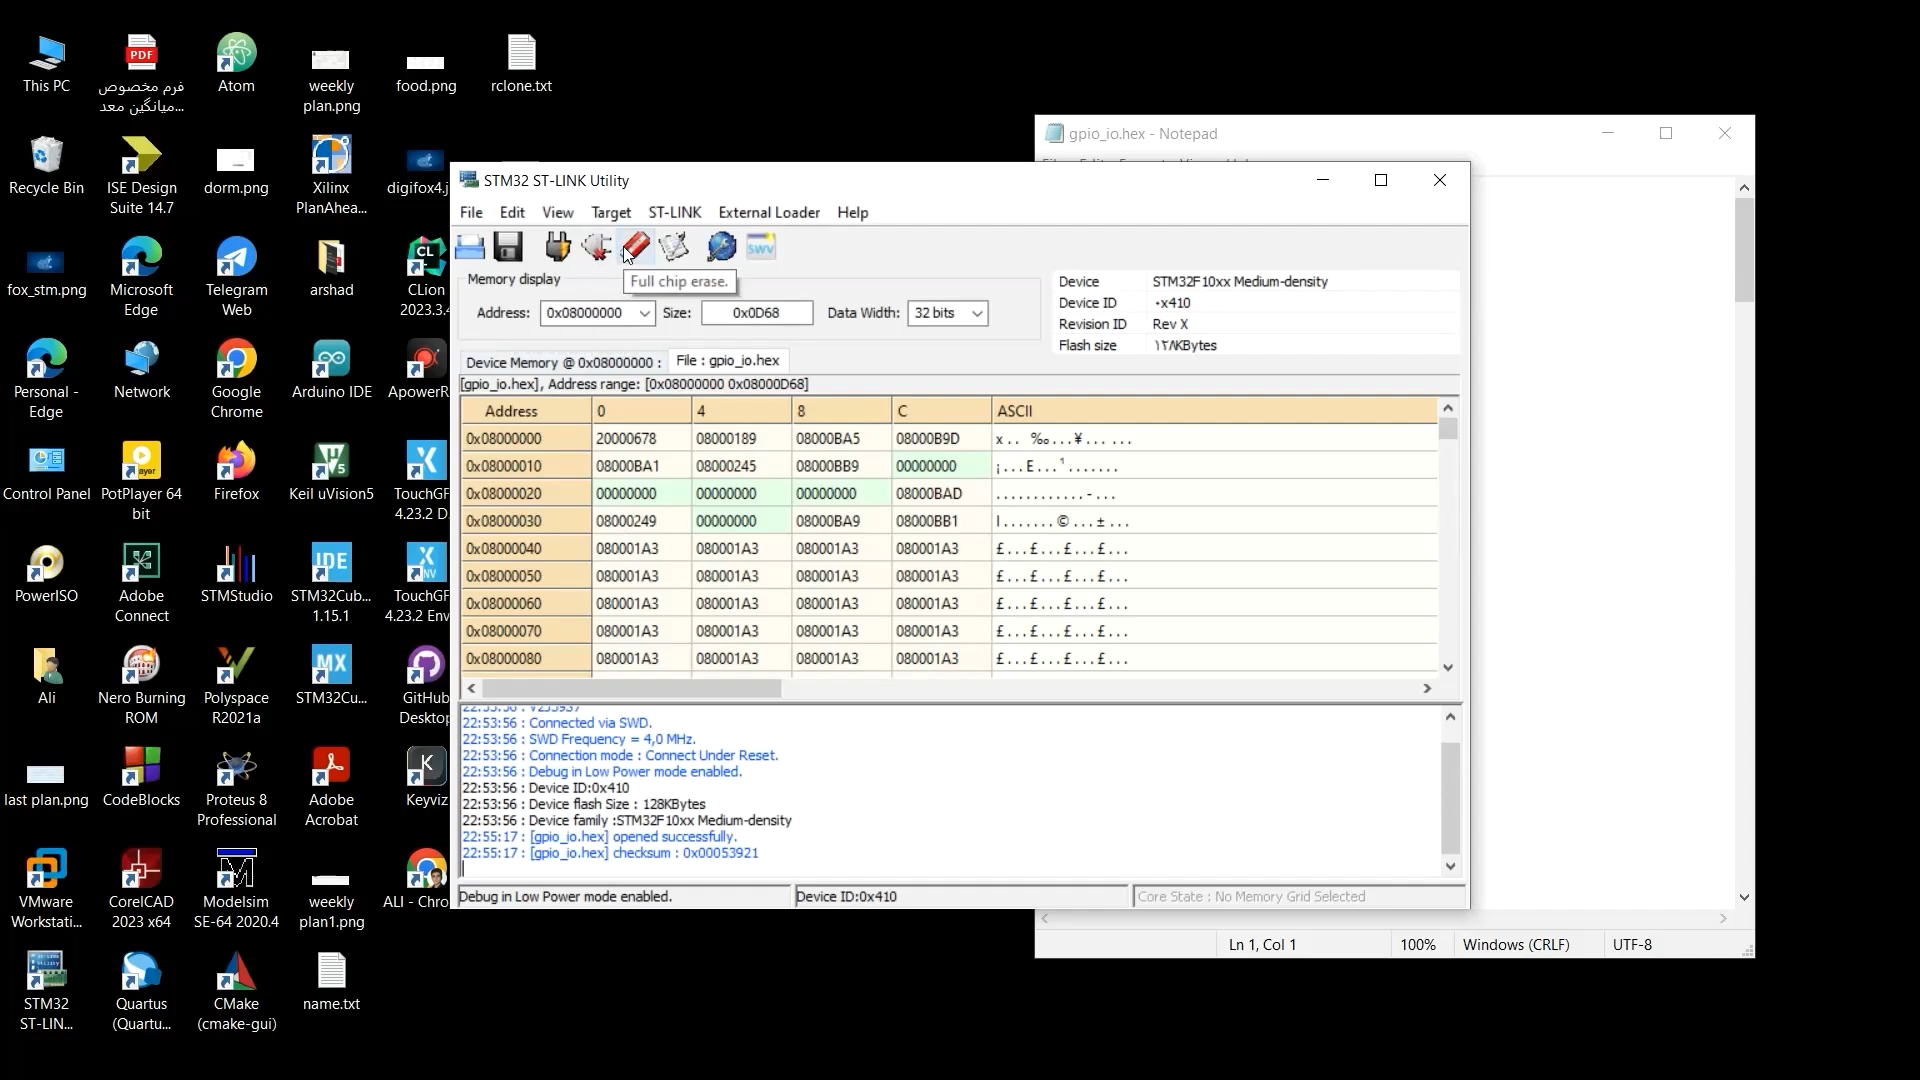 This PC
PDF
فرم مخصوص
میانگین معد...
Atom
weekly
plan.png
food.png
rclone.txt
Recycle Bin
ISE Design
Suite 14.7
dorm.png
Xilinx
PlanAhea...
digifox4.j
fox_stm.png
Microsoft
Edge
Telegram
Web
arshad
CLion
2023.3.4
Personal -
Edge
Network
Google
Chrome
Arduino IDE
ApowerR
Control Panel
PotPlayer 64
bit
Firefox
Keil uVision5
TouchGF
4.23.2 D.
PowerISO
Adobe
Connect
STMStudio
IDE
STM32Cub...
1.15.1
TouchGF
4.23.2 Env
Ali
Nero Burning
ROM
Polyspace
R2021a
MX
STM32Cu...
GitHub
Desktop
last plan.png
CodeBlocks
Proteus 8
Professional
Adobe
Acrobat
Keyviz
VMware
Workstati...
CorelCAD
2023 x64
Modelsim
SE-64 2020.4
weekly
plan1.png
ALI - Chro
STM32
ST-LIN...
Quartus
(Quartu...
CMake
(cmake-gui)
name.txt
gpio_io.hex - Notepad
STM32 ST-LINK Utility
File Edit View Target ST-LINK External Loader Help
SWV
Full chip erase.
Memory display
Address: 0x08000000 Size: 0x0D68 Data Width: 32 bits
Device STM32F10xx Medium-density
Device ID ۰x410
Revision ID Rev X
Flash size ۱۲۸KBytes
Device Memory @ 0x08000000 : File : gpio_io.hex
[gpio_io.hex], Address range: [0x08000000 0x08000D68]
Address 0 4 8 C ASCII
0x08000000 20000678 08000189 08000BA5 08000B9D x.. ‰...¥... ...
0x08000010 08000BA1 08000245 08000BB9 00000000 ¡...E...¹.......
0x08000020 00000000 00000000 00000000 08000BAD ............-...
0x08000030 08000249 00000000 08000BA9 08000BB1 I.......©...±...
0x08000040 080001A3 080001A3 080001A3 080001A3 £...£...£...£...
0x08000050 080001A3 080001A3 080001A3 080001A3 £...£...£...£...
0x08000060 080001A3 080001A3 080001A3 080001A3 £...£...£...£...
0x08000070 080001A3 080001A3 080001A3 080001A3 £...£...£...£...
0x08000080 080001A3 080001A3 080001A3 080001A3 £...£...£...£...
22:53:56 : Connected via SWD.
22:53:56 : SWD Frequency = 4,0 MHz.
22:53:56 : Connection mode : Connect Under Reset.
22:53:56 : Debug in Low Power mode enabled.
22:53:56 : Device ID:0x410
22:53:56 : Device flash Size : 128KBytes
22:53:56 : Device family :STM32F10xx Medium-density
22:55:17 : [gpio_io.hex] opened successfully.
22:55:17 : [gpio_io.hex] checksum : 0x00053921
Debug in Low Power mode enabled. Device ID:0x410 Core State : No Memory Grid Selected
Ln 1, Col 1 100% Windows (CRLF) UTF-8